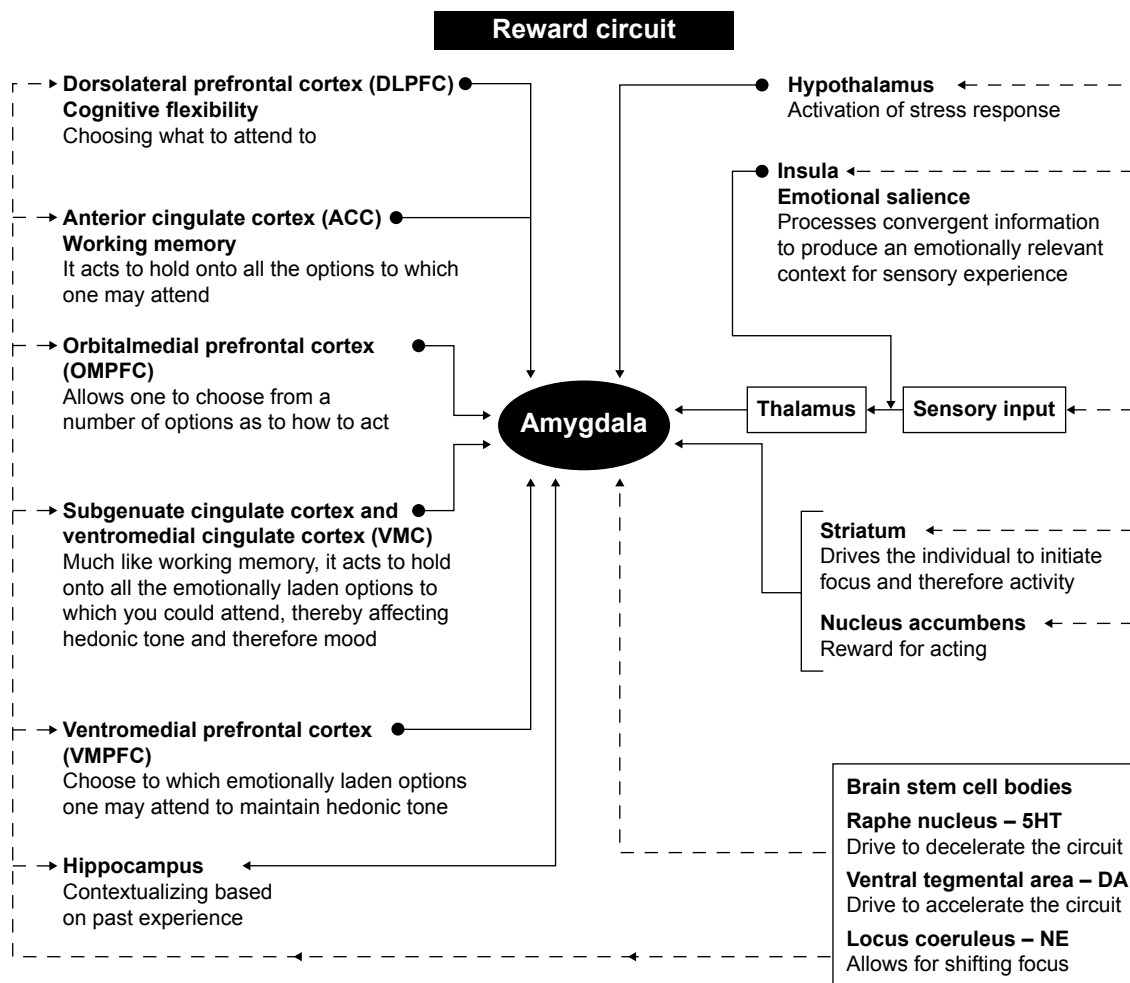 Reward circuit
Dorsolateral prefrontal cortex (DLPFC)
Cognitive flexibility
Choosing what to attend to
Anterior cingulate cortex (ACC)
Working memory
It acts to hold onto all the options to which
one may attend
Orbitalmedial prefrontal cortex
(OMPFC)
Allows one to choose from a
number of options as to how to act
Subgenuate cingulate cortex and
ventromedial cingulate cortex (VMC)
Much like working memory, it acts to hold
onto all the emotionally laden options to
which you could attend, thereby affecting
hedonic tone and therefore mood
Ventromedial prefrontal cortex
(VMPFC)
Choose to which emotionally laden options
one may attend to maintain hedonic tone
Hippocampus
Contextualizing based
on past experience
Amygdala
Hypothalamus
Activation of stress response
Insula
Emotional salience
Processes convergent information
to produce an emotionally relevant
context for sensory experience
Thalamus
Sensory input
Striatum
Drives the individual to initiate
focus and therefore activity
Nucleus accumbens
Reward for acting
Brain stem cell bodies
Raphe nucleus – 5HT
Drive to decelerate the circuit
Ventral tegmental area – DA
Drive to accelerate the circuit
Locus coeruleus – NE
Allows for shifting focus